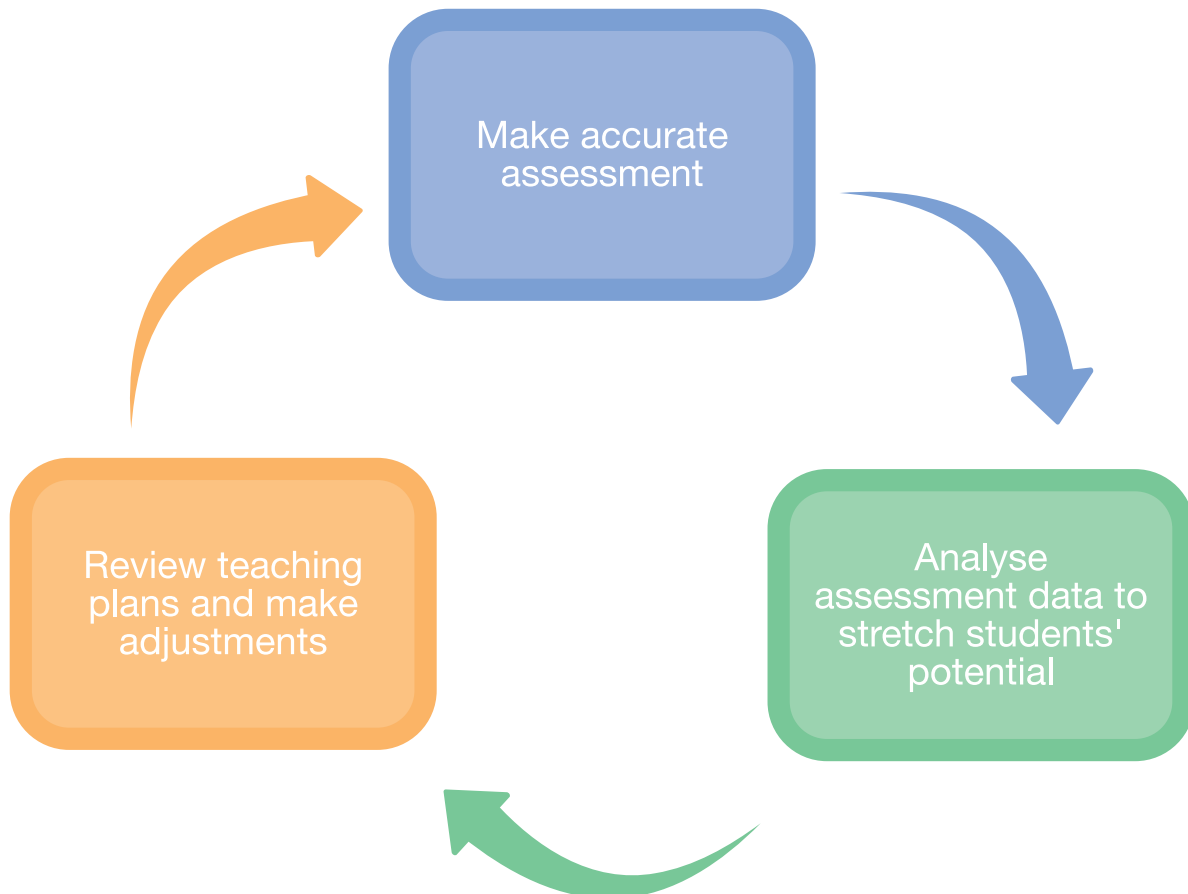 Make accurate
assessment
Analyse
assessment data to
stretch students'
potential
Review teaching
plans and make
adjustments